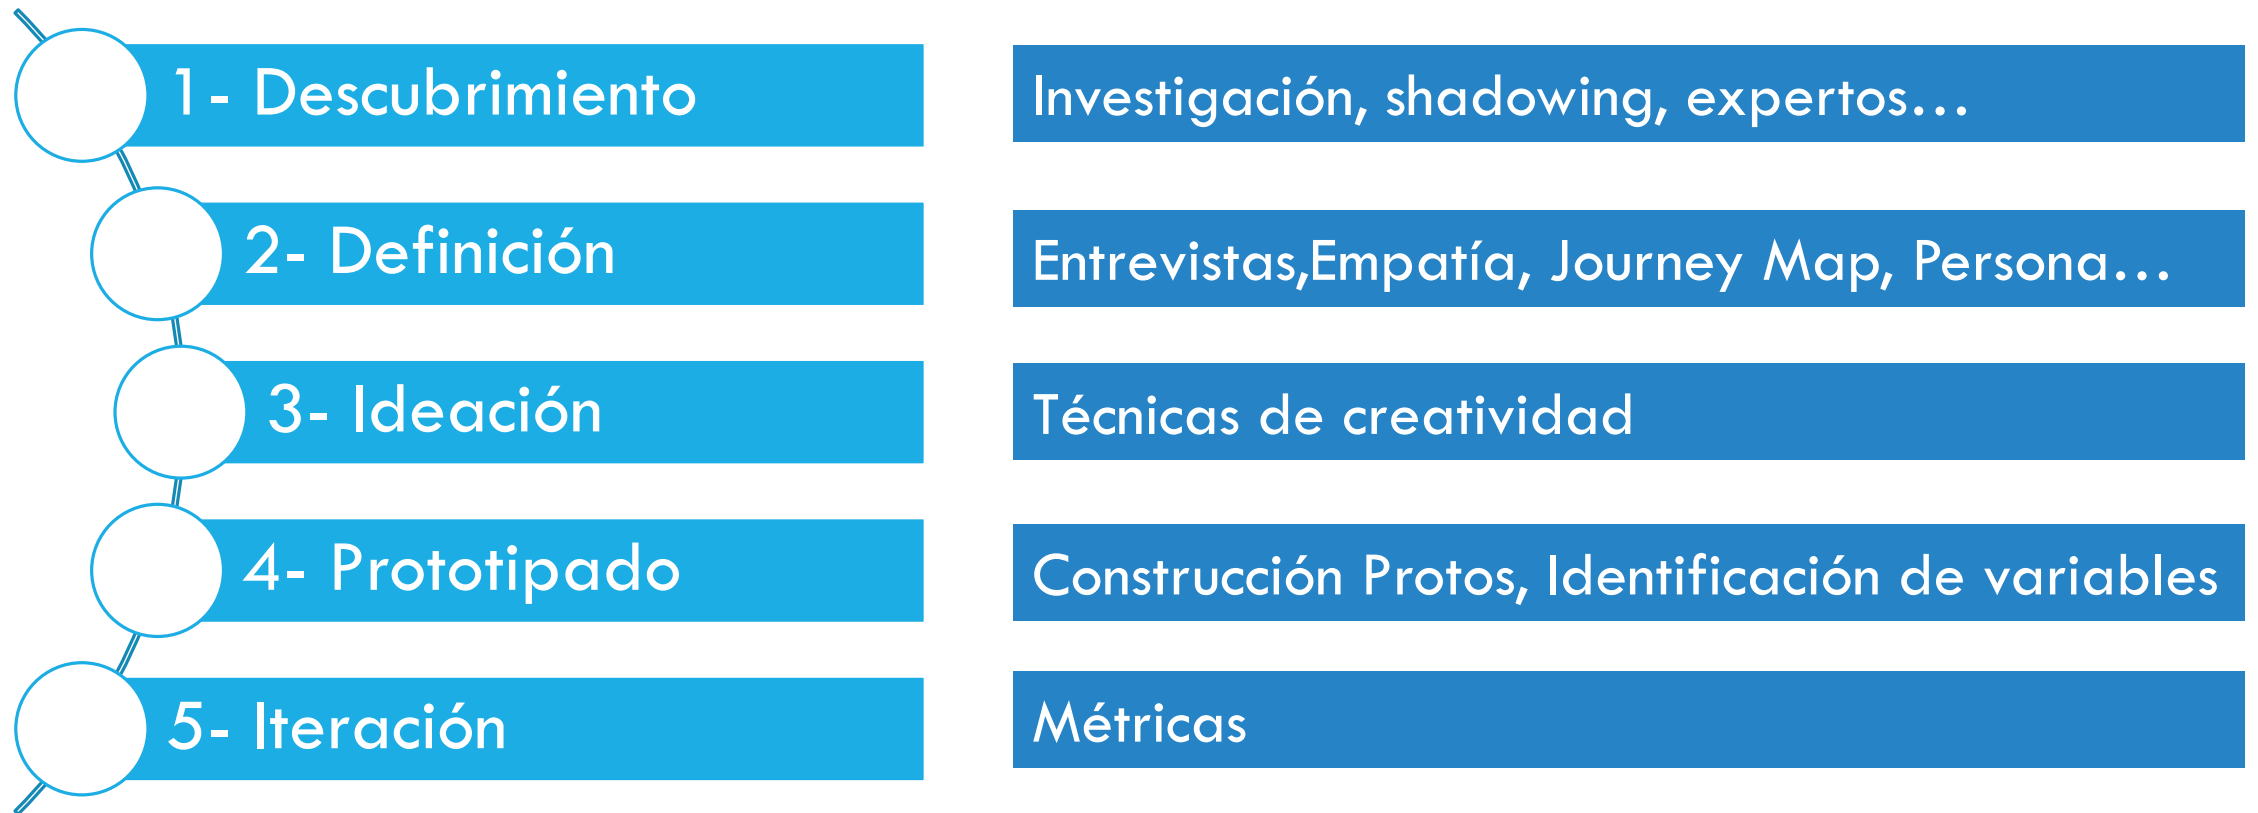 1- Descubrimiento
Investigación, shadowing, expertos...
2- Definición
Entrevistas,Empatía, Journey Map, Persona...
3- Ideación
Técnicas de creatividad
4- Prototipado
Construcción Protos, Identificación de variables
5- Iteración
Métricas